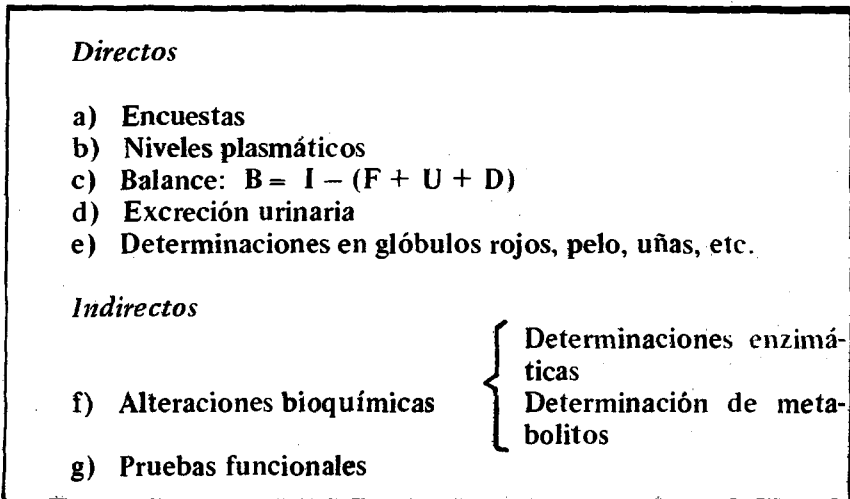 Directos
a) Encuestas
b) Niveles plasmáticos
c) Balance: B = I – (F + U + D)
d) Excreción urinaria
e) Determinaciones en glóbulos rojos, pelo, uñas, etc.
Indirectos
f) Alteraciones bioquímicas
Determinaciones enzimá-
ticas
Determinación de meta-
bolitos
g) Pruebas funcionales